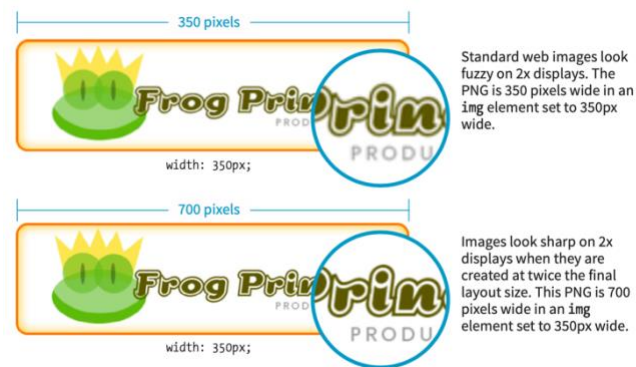 350 pixels
Frog Prin
PRODU
rin
PRODU
width: 350px;
Standard web images look
fuzzy on 2x displays. The
PNG is 350 pixels wide in an
img element set to 350px
wide.
700 pixels
Frog Prin
PROD
rin
PRODU
width: 350px;
Images look sharp on 2x
displays when they are
created at twice the final
layout size. This PNG is 700
pixels wide in an img
element set to 350px wide.